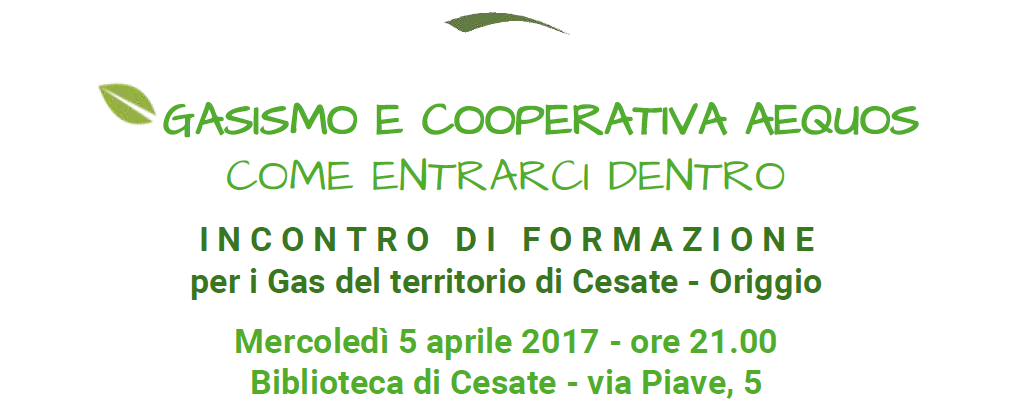 GASISMO E COOPERATIVA AEQUOS
COME ENTRARCI DENTRO
INCONTRO DI FORMAZIONE
per i Gas del territorio di Cesate - Origgio
Mercoledì 5 aprile 2017 - ore 21.00
Biblioteca di Cesate - via Piave, 5